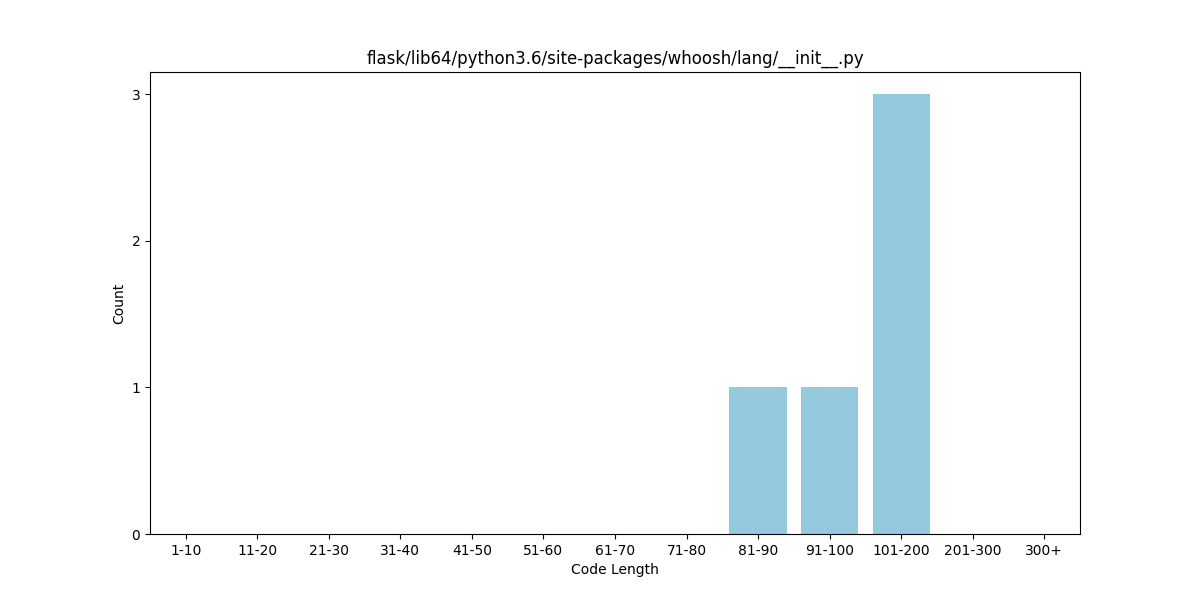 flask/lib64/python3.6/site-packages/whoosh/lang/__init__.py
3
2
1
0
Count
1-10 11-20 21-30 31-40 41-50 51-60 61-70 71-80 81-90 91-100 101-200 201-300 300+
Code Length